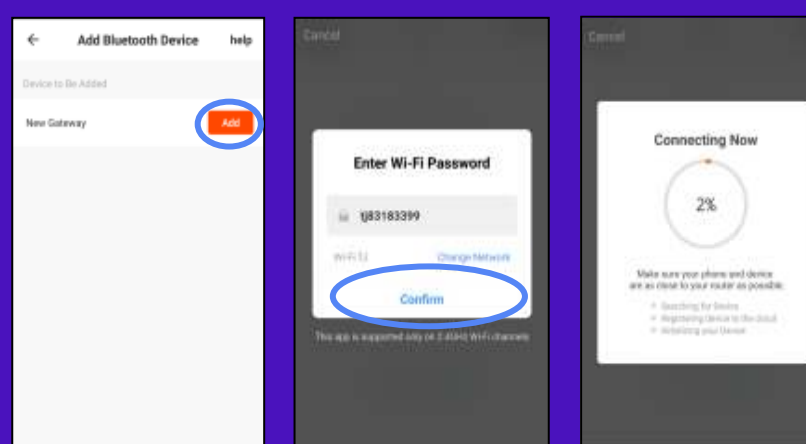 ← Add Bluetooth Device help
Device to Be Added
New Gateway Add
Cancel
Enter Wi-Fi Password
tj83183399
Wi-Fi: Change Network
Confirm
This app is supported only on 2.4GHz Wi-Fi channels
Cancel
Connecting Now
2%
Make sure your phone and device
are as close to your router as possible.
Searching for Device
Registering Device to the cloud
Initializing your Device